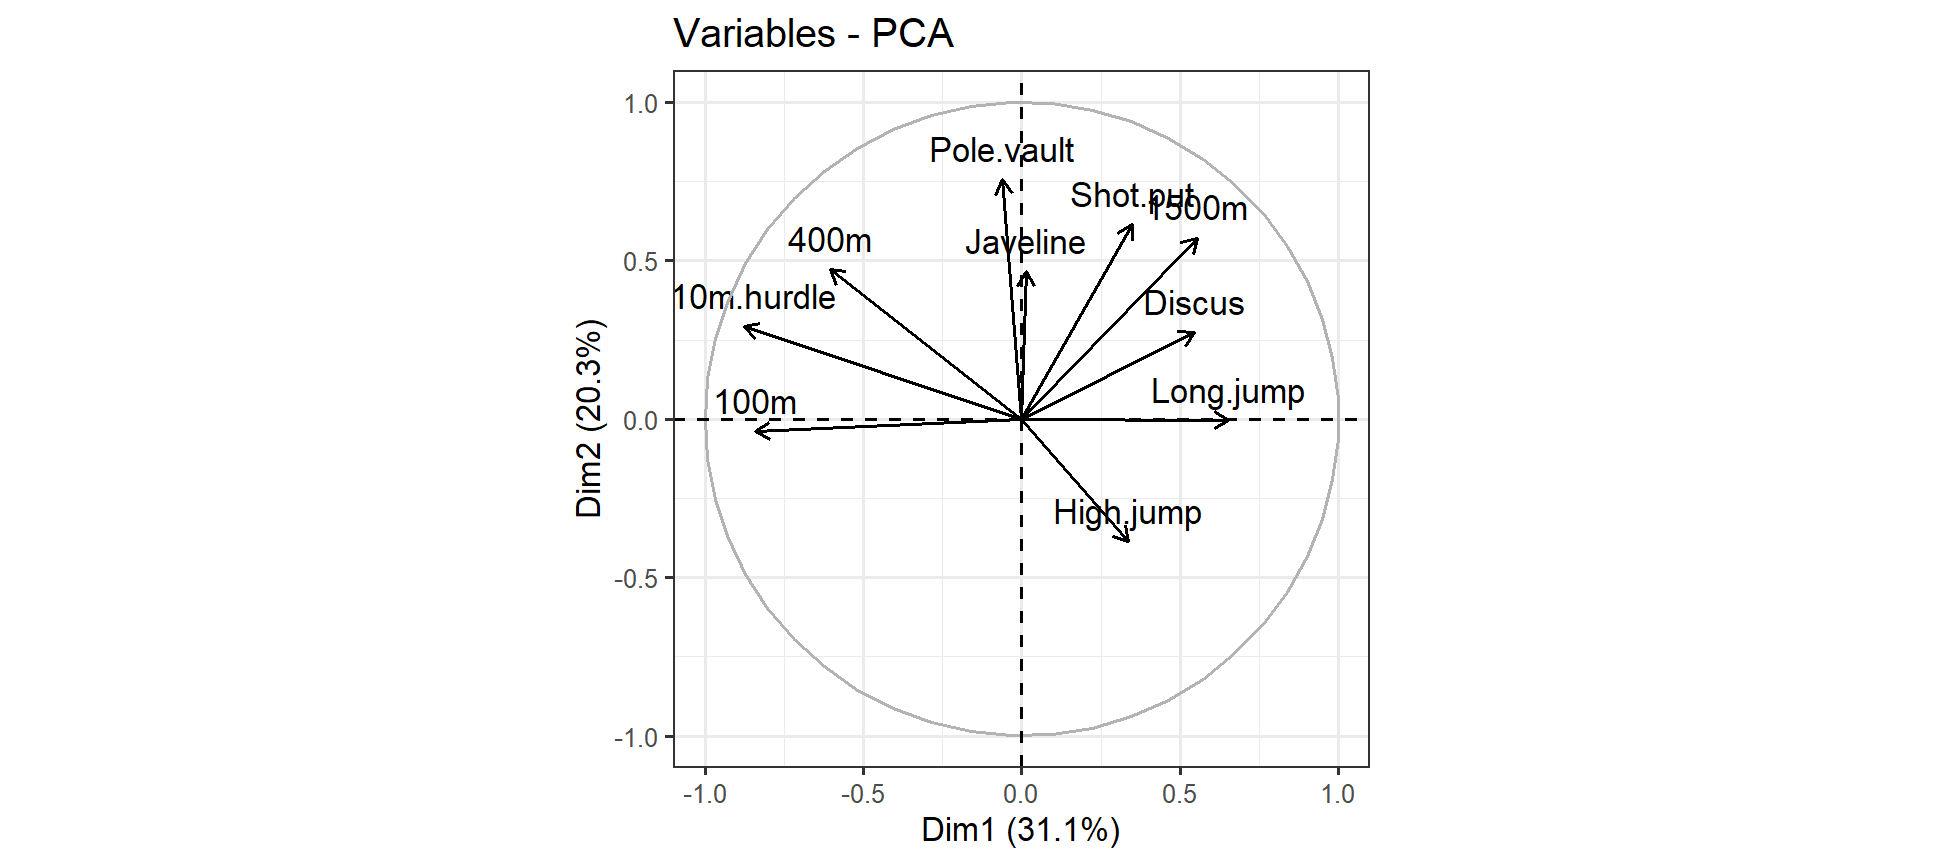 Variables - PCA
1.0
Pole.vault
Shot.put
1500m
400m
Javeline
0.5
10m.hurdle
Discus
Long.jump
100m
0.0
High.jump
-0.5
-1.0
Dim2 (20.3%)
-1.0 -0.5 0.0 0.5 1.0
Dim1 (31.1%)